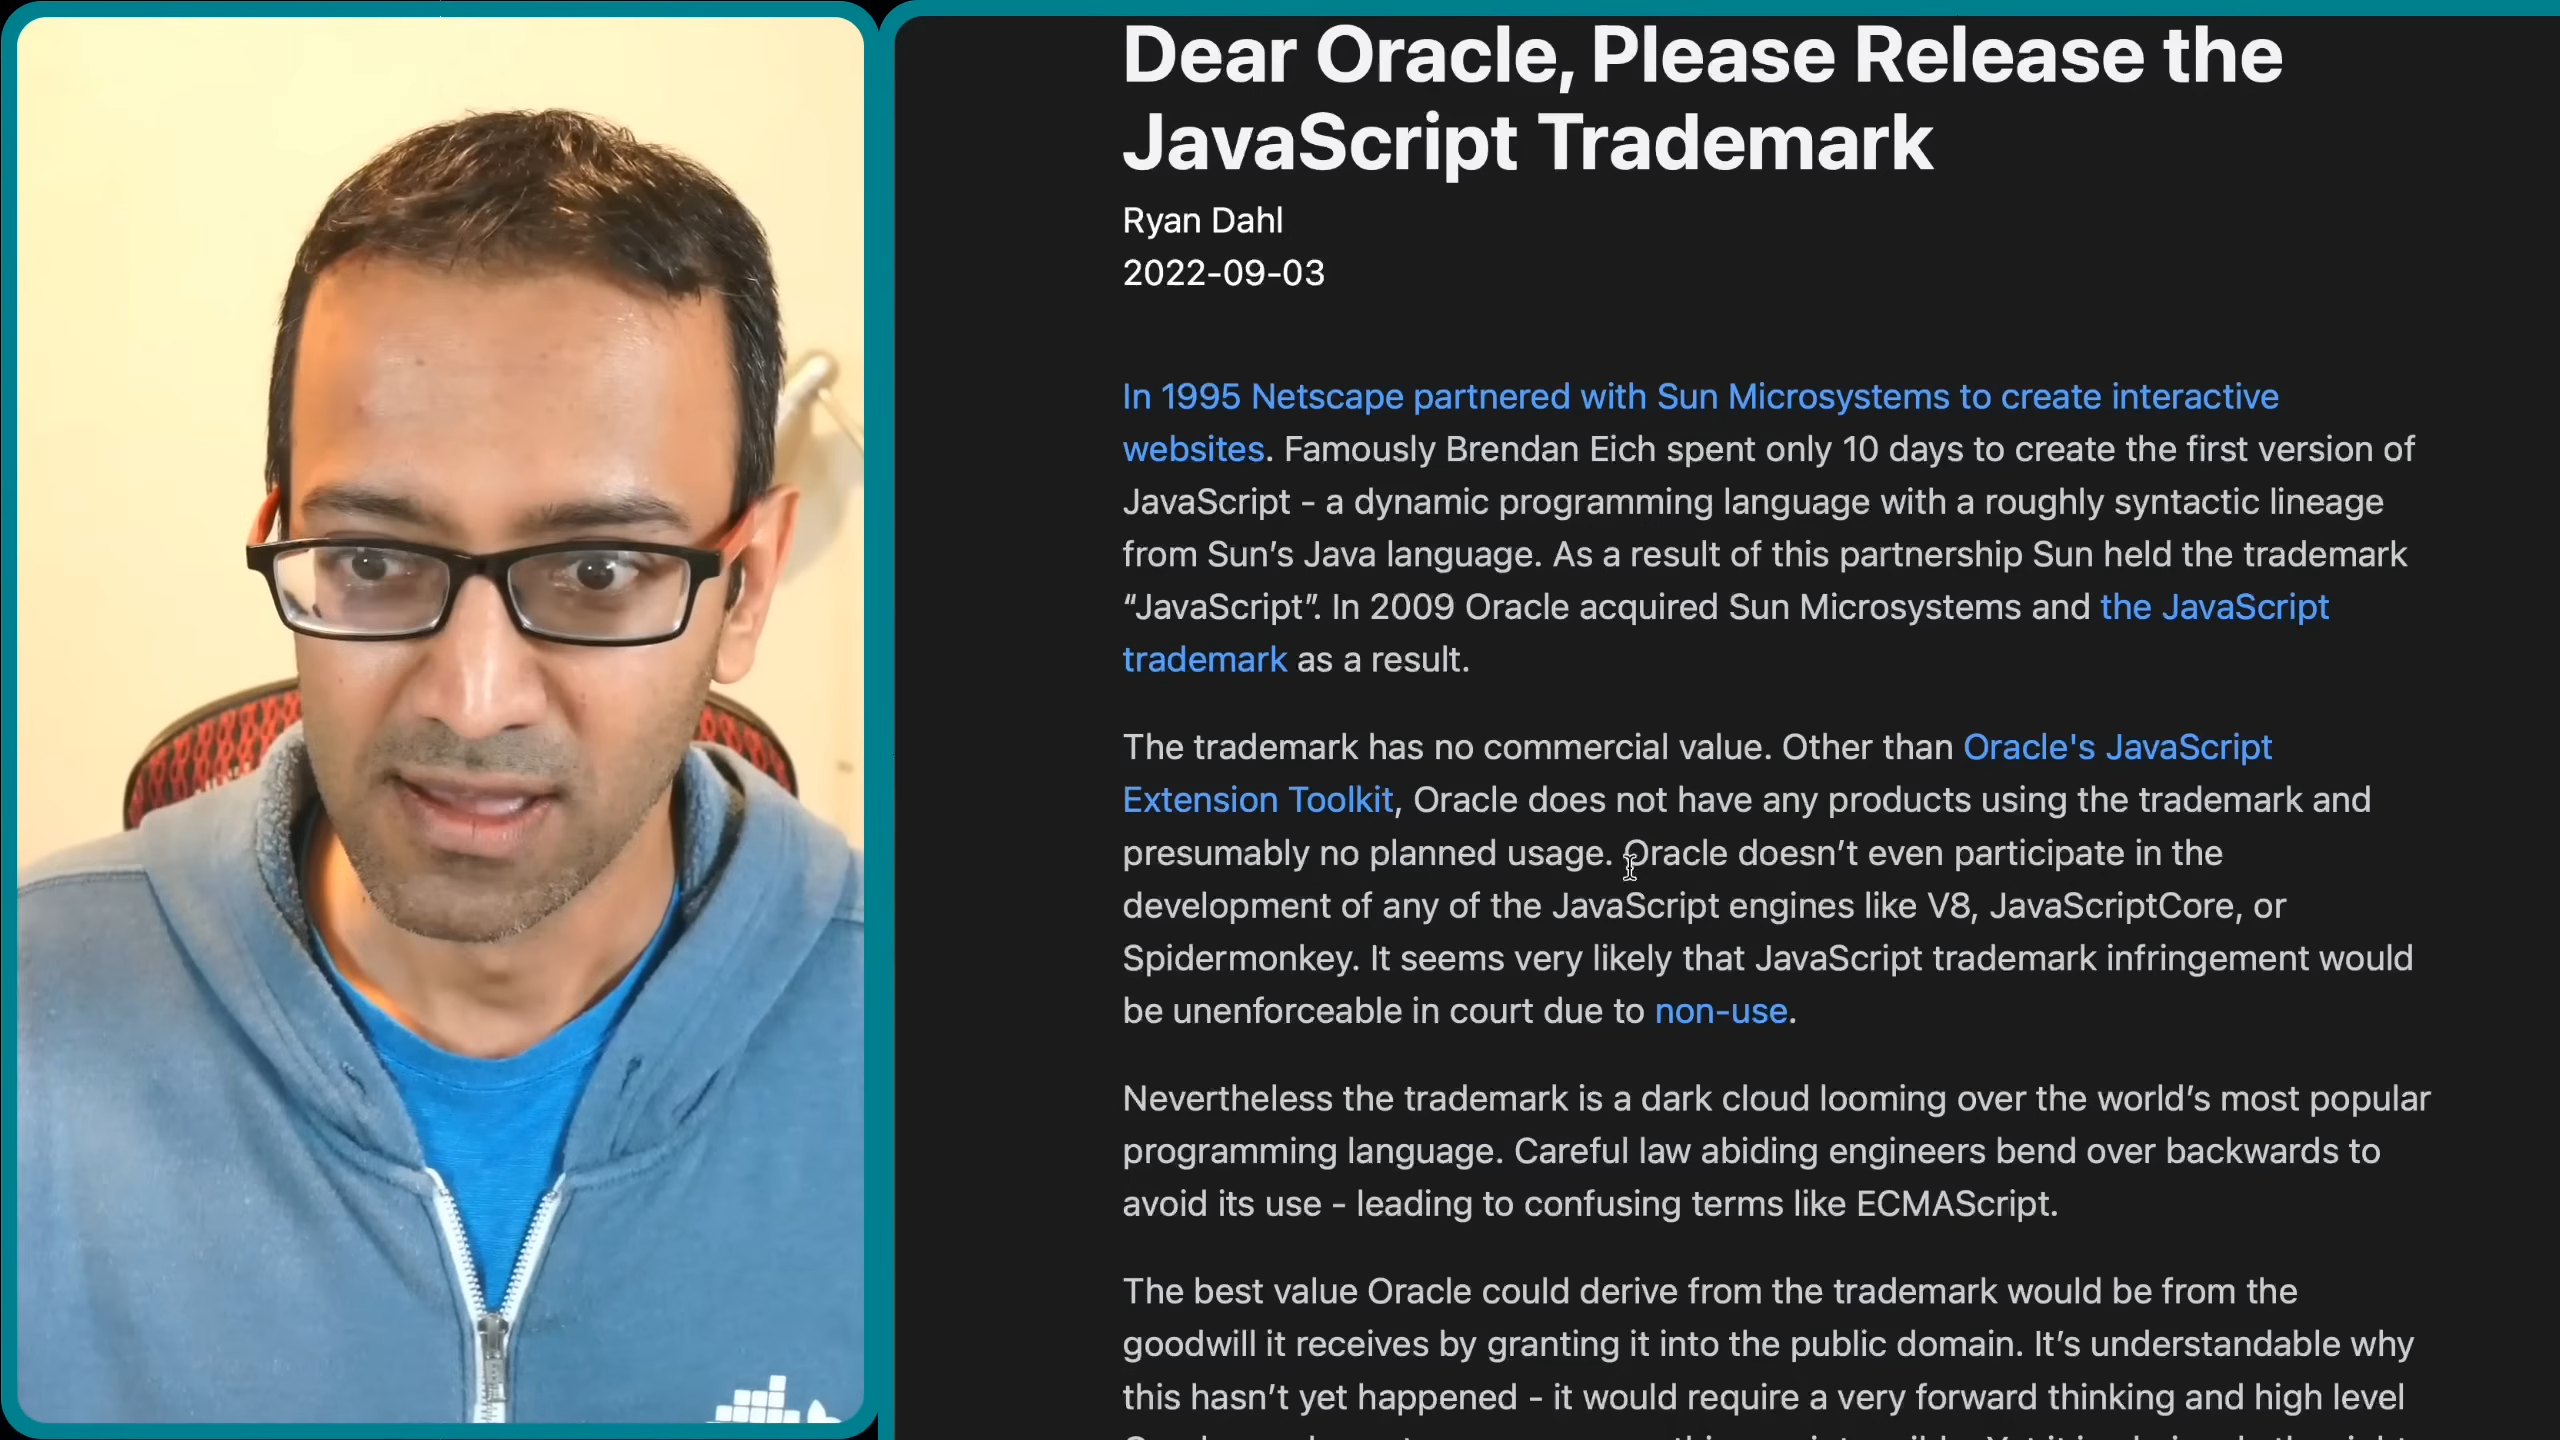 Dear Oracle, Please Release the
JavaScript Trademark
Ryan Dahl
2022-09-03
In 1995 Netscape partnered with Sun Microsystems to create interactive
websites. Famously Brendan Eich spent only 10 days to create the first version of
JavaScript - a dynamic programming language with a roughly syntactic lineage
from Sun’s Java language. As a result of this partnership Sun held the trademark
“JavaScript”. In 2009 Oracle acquired Sun Microsystems and the JavaScript
trademark as a result.
The trademark has no commercial value. Other than Oracle's JavaScript
Extension Toolkit, Oracle does not have any products using the trademark and
presumably no planned usage. Oracle doesn’t even participate in the
development of any of the JavaScript engines like V8, JavaScriptCore, or
Spidermonkey. It seems very likely that JavaScript trademark infringement would
be unenforceable in court due to non-use.
Nevertheless the trademark is a dark cloud looming over the world’s most popular
programming language. Careful law abiding engineers bend over backwards to
avoid its use - leading to confusing terms like ECMAScript.
The best value Oracle could derive from the trademark would be from the
goodwill it receives by granting it into the public domain. It’s understandable why
this hasn’t yet happened - it would require a very forward thinking and high level